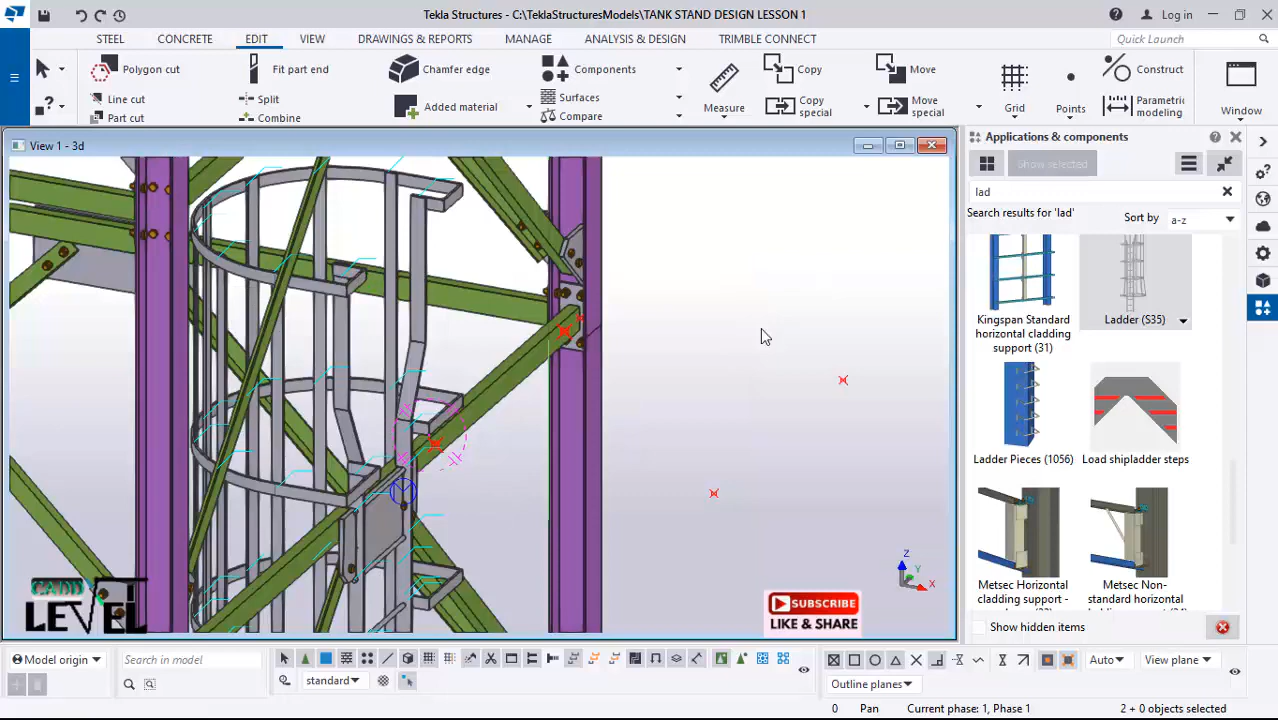 Tekla Structures - C:\TeklaStructuresModels\TANK STAND DESIGN LESSON 1
Log in
STEEL CONCRETE EDIT VIEW DRAWINGS & REPORTS MANAGE ANALYSIS & DESIGN TRIMBLE CONNECT Quick Launch
Polygon cut Fit part end Chamfer edge Components Copy Move Construct
Line cut Split Added material Surfaces Measure Copy special Move special Grid Points Parametric modeling Window
Part cut Combine Compare
View 1 - 3d
Applications & components
Show selected
lad
Search results for 'lad' Sort by a-z
Kingspan Standard horizontal cladding support (31)
Ladder (S35)
Ladder Pieces (1056)
Load shipladder steps
Metsec Horizontal cladding support -
Metsec Non-standard horizontal
Show hidden items
Z
Y
X
CADD
LEVEL
SUBSCRIBE
LIKE & SHARE
Model origin Search in model
standard
Auto View plane
Outline planes
0 Pan Current phase: 1, Phase 1 2 + 0 objects selected